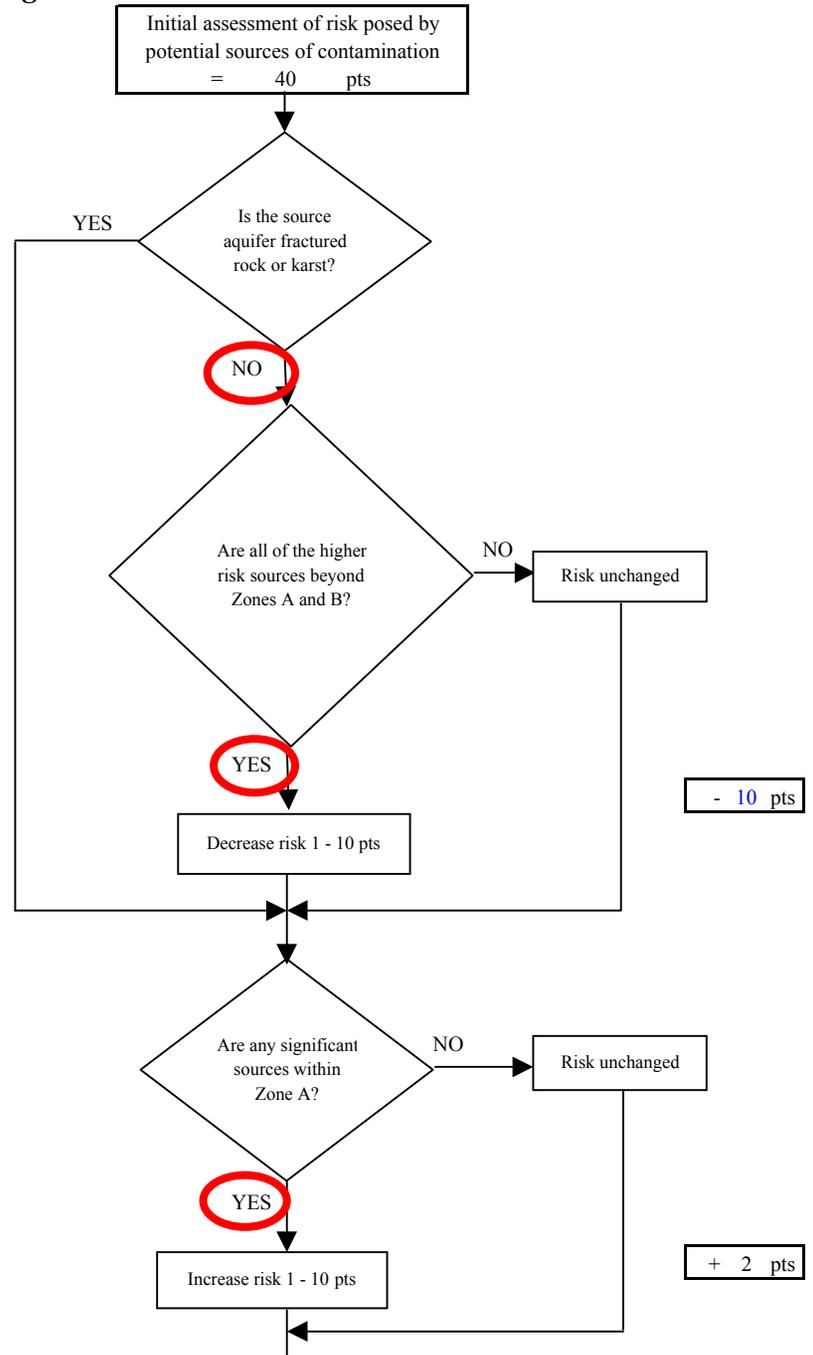 Initial assessment of risk posed by
potential sources of contamination
= 40 pts
YES
Is the source
aquifer fractured
rock or karst?
NO
Are all of the higher
risk sources beyond
Zones A and B?
NO
Risk unchanged
YES
- 10 pts
Decrease risk 1 - 10 pts
Are any significant
sources within
Zone A?
NO
Risk unchanged
YES
+ 2 pts
Increase risk 1 - 10 pts